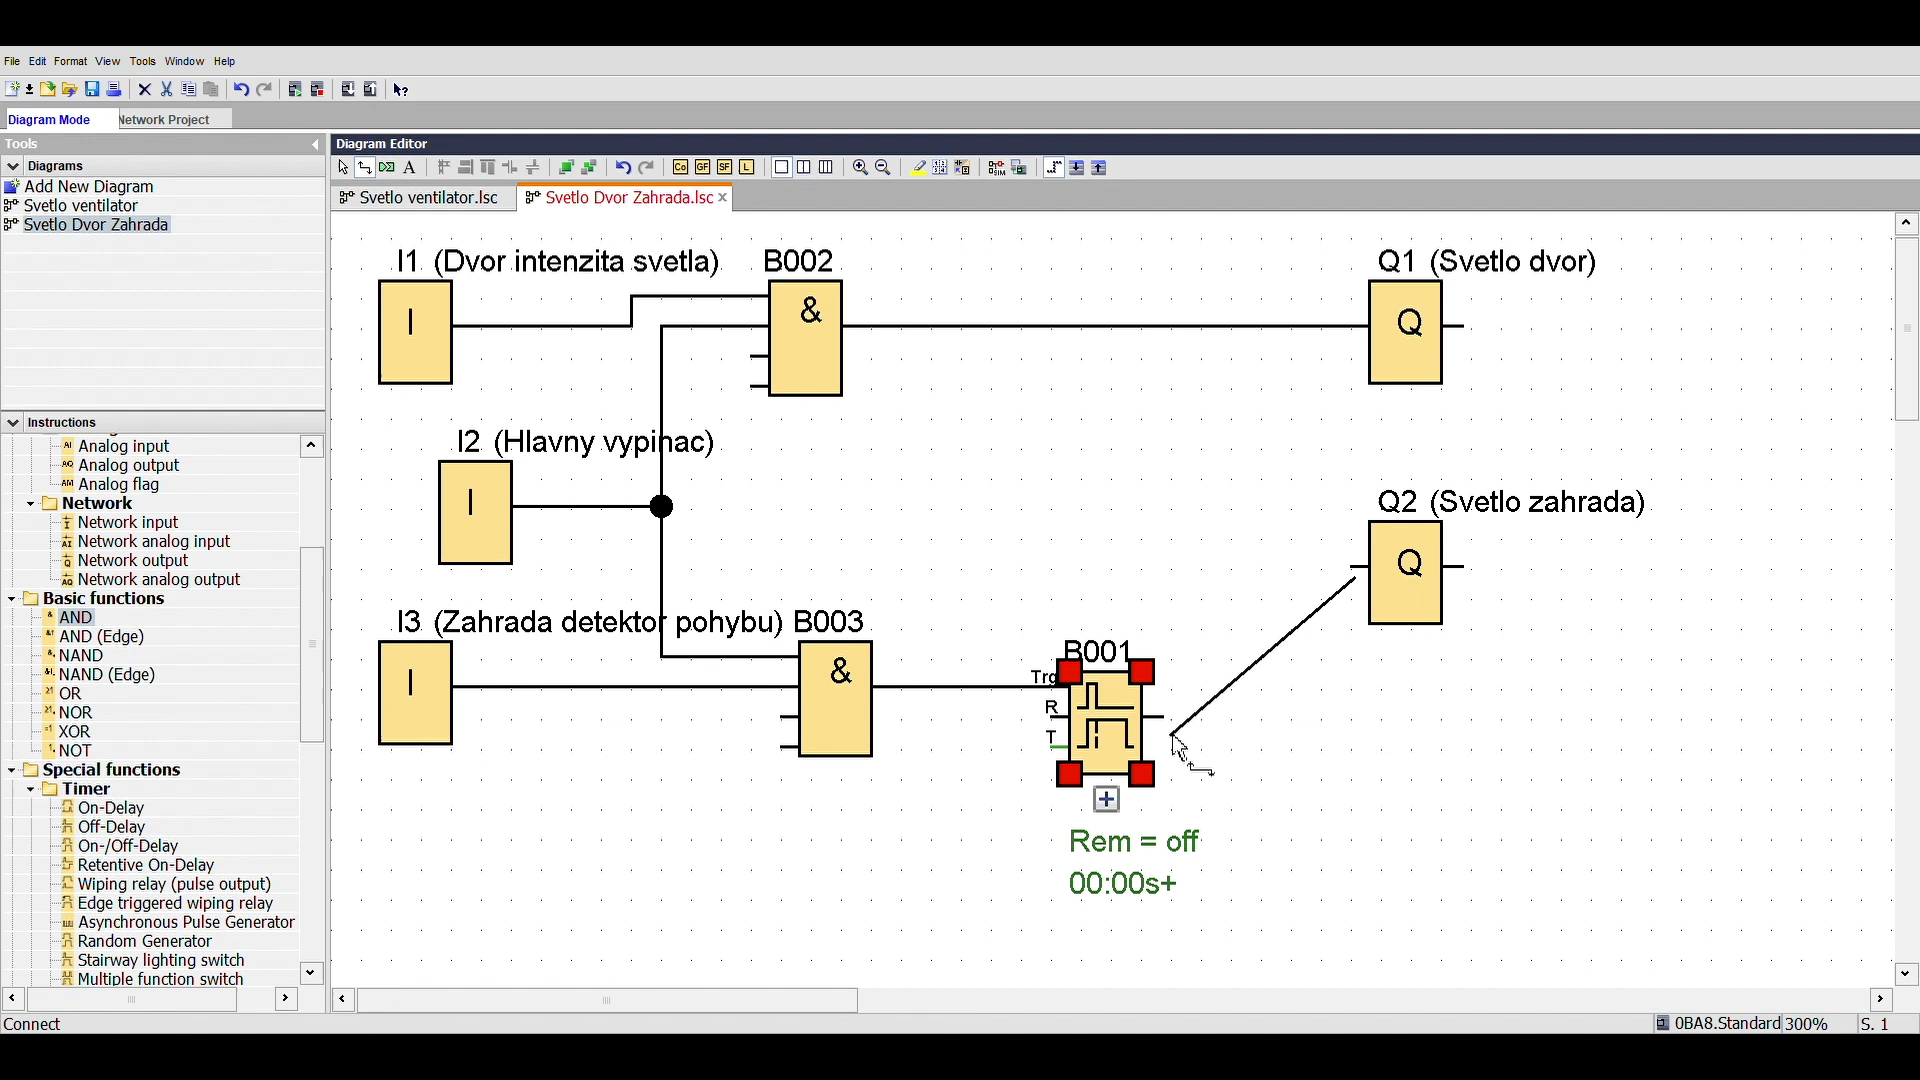 File Edit Format View Tools Window Help
Diagram Mode
Network Project
Tools
Diagrams
Add New Diagram
Svetlo ventilator
Svetlo Dvor Zahrada
Instructions
Analog input
Analog output
Analog flag
Network
Network input
Network analog input
Network output
Network analog output
Basic functions
AND
AND (Edge)
NAND
NAND (Edge)
OR
NOR
XOR
NOT
Special functions
Timer
On-Delay
Off-Delay
On-/Off-Delay
Retentive On-Delay
Wiping relay (pulse output)
Edge triggered wiping relay
Asynchronous Pulse Generator
Random Generator
Stairway lighting switch
Multiple function switch
Diagram Editor
A Co GF SF L
Svetlo ventilator.lsc Svetlo Dvor Zahrada.lsc
I1 (Dvor intenzita svetla) B002 Q1 (Svetlo dvor)
I & Q
I2 (Hlavny vypinac)
I
Q2 (Svetlo zahrada)
Q
I3 (Zahrada detektor pohybu) B003
I &
B001
Trg
R
T
Rem = off
00:00s+
Connect 0BA8.Standard 300% S. 1